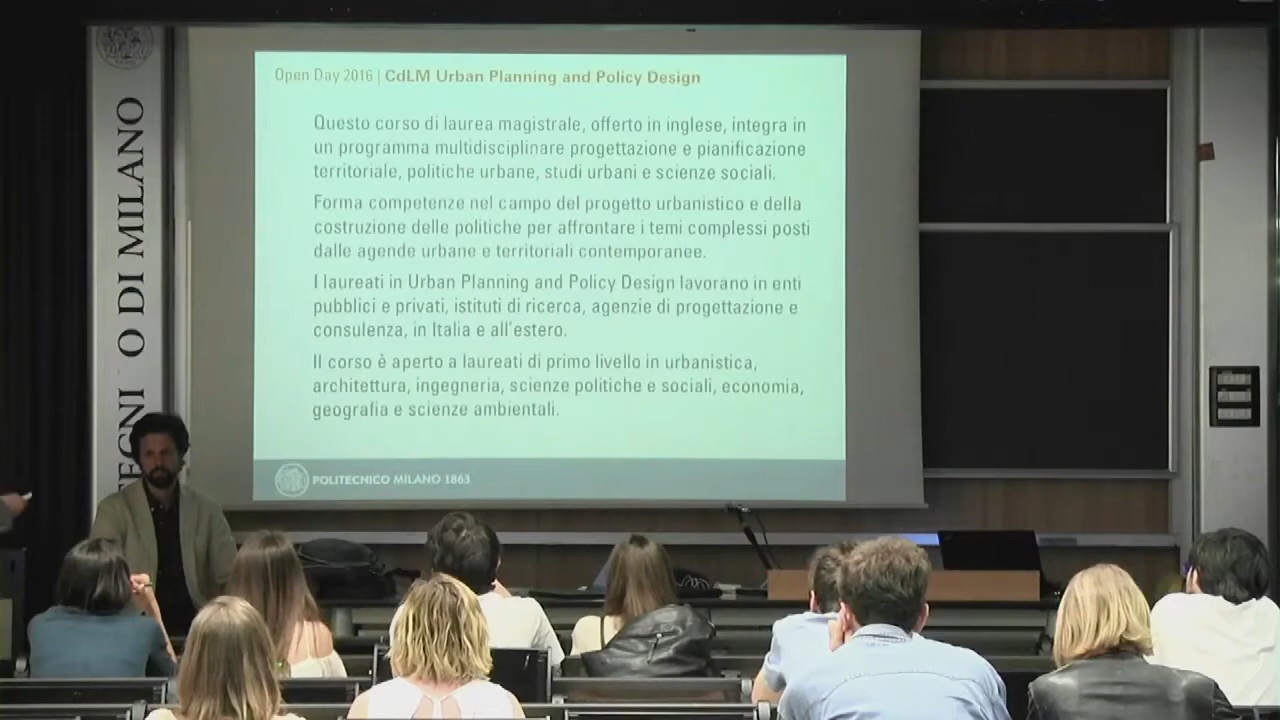 Open Day 2016 | CdLM Urban Planning and Policy Design
Questo corso di laurea magistrale, offerto in inglese, integra in
un programma multidisciplinare progettazione e pianificazione
territoriale, politiche urbane, studi urbani e scienze sociali.
Forma competenze nel campo del progetto urbanistico e della
costruzione delle politiche per affrontare i temi complessi posti
dalle agende urbane e territoriali contemporanee.
I laureati in Urban Planning and Policy Design lavorano in enti
pubblici e privati, istituti di ricerca, agenzie di progettazione e
consulenza, in Italia e all'estero.
Il corso è aperto a laureati di primo livello in urbanistica,
architettura, ingegneria, scienze politiche e sociali, economia,
geografia e scienze ambientali.
POLITECNICO MILANO 1863
TEGNI O DI MILANO